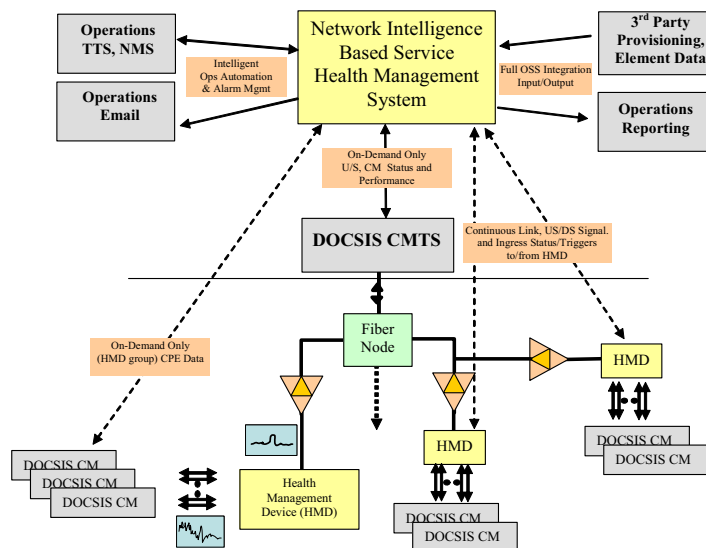 Operations
TTS, NMS
Network Intelligence
Based Service
Health Management
System
3rd Party
Provisioning,
Element Data
Intelligent
Ops Automation
& Alarm Mgmt
Full OSS Integration
Input/Output
Operations
Email
Operations
Reporting
On-Demand Only
U/S, CM Status and
Performance
DOCSIS CMTS
Continuous Link, US/DS Signal.
and Ingress Status/Triggers
to/from HMD
On-Demand Only
(HMD group) CPE Data
Fiber
Node
HMD
HMD
DOCSIS CM
DOCSIS CM
DOCSIS CM
DOCSIS CM
DOCSIS CM
Health
Management
Device (HMD)
DOCSIS CM
DOCSIS CM